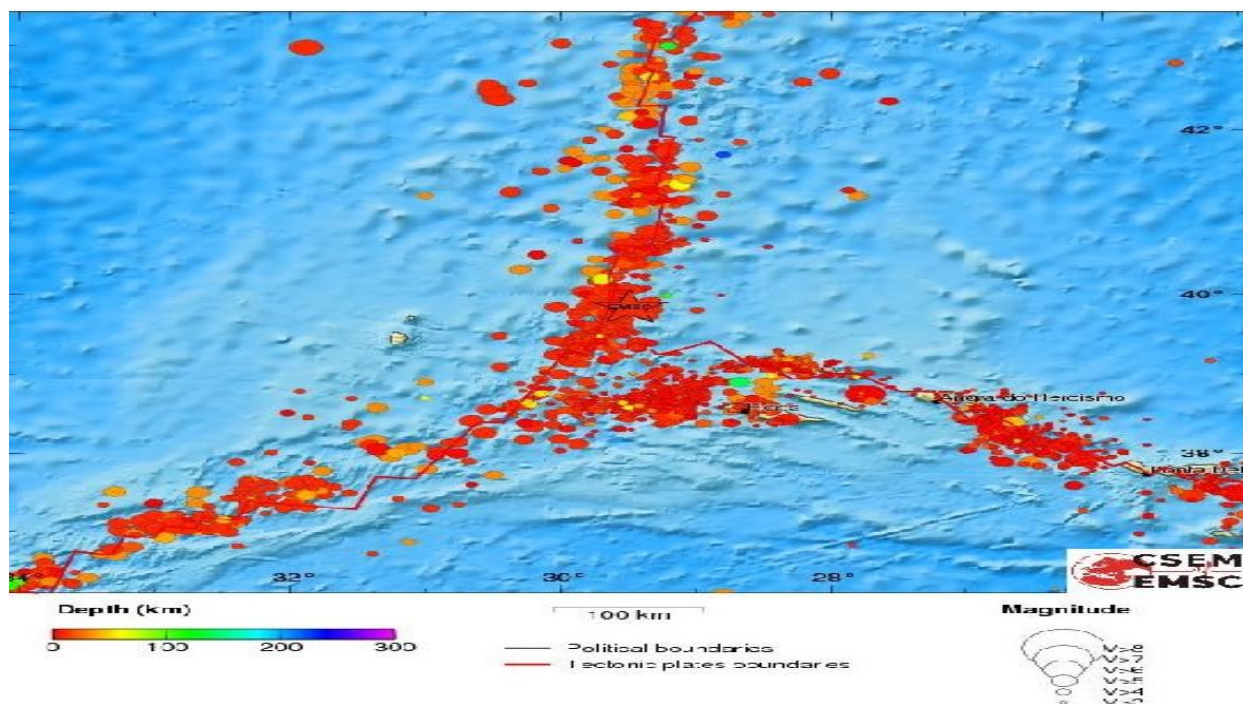 42°
40°
Angra do Heroismo
38°
32°
30°
28°
CSEM
EMSC
Depth (km)
0
100
200
300
100 km
Political boundaries
Tectonic plates boundaries
Magnitude